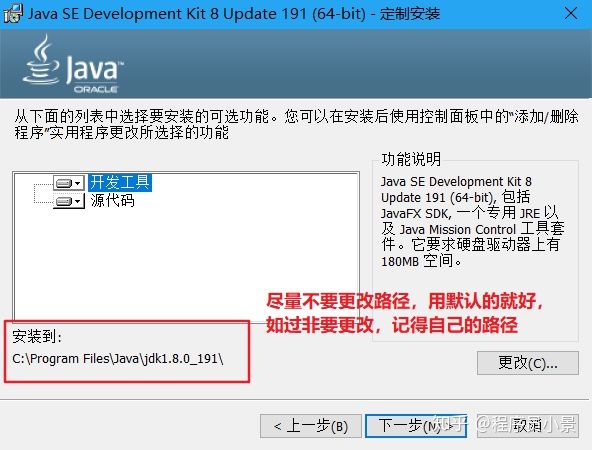 Java SE Development Kit 8 Update 191 (64-bit) - 定制安装
Java™
ORACLE
从下面的列表中选择要安装的可选功能。您可以在安装后使用控制面板中的“添加/删除
程序”实用程序更改所选择的功能
开发工具
源代码
功能说明
Java SE Development Kit 8
Update 191 (64-bit), 包括
JavaFX SDK, 一个专用 JRE 以
及 Java Mission Control 工具套
件。它要求硬盘驱动器上有
180MB 空间。
尽量不要更改路径，用默认的就好，
如过非要更改，记得自己的路径
安装到:
C:\Program Files\Java\jdk1.8.0_191\
更改(C)...
< 上一步(B)
下一步(N) >
取消
知乎 @程序员小景